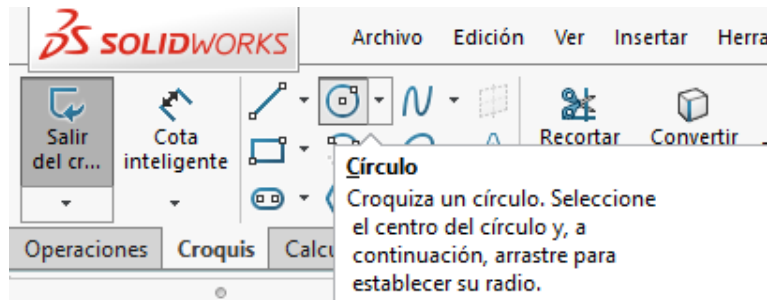 SOLIDWORKS Archivo Edición Ver Insertar Herra
Salir
del cr...
Cota
inteligente
Recortar
Convertir
Círculo
Croquiza un círculo. Seleccione
el centro del círculo y, a
continuación, arrastre para
establecer su radio.
Operaciones Croquis Calcu